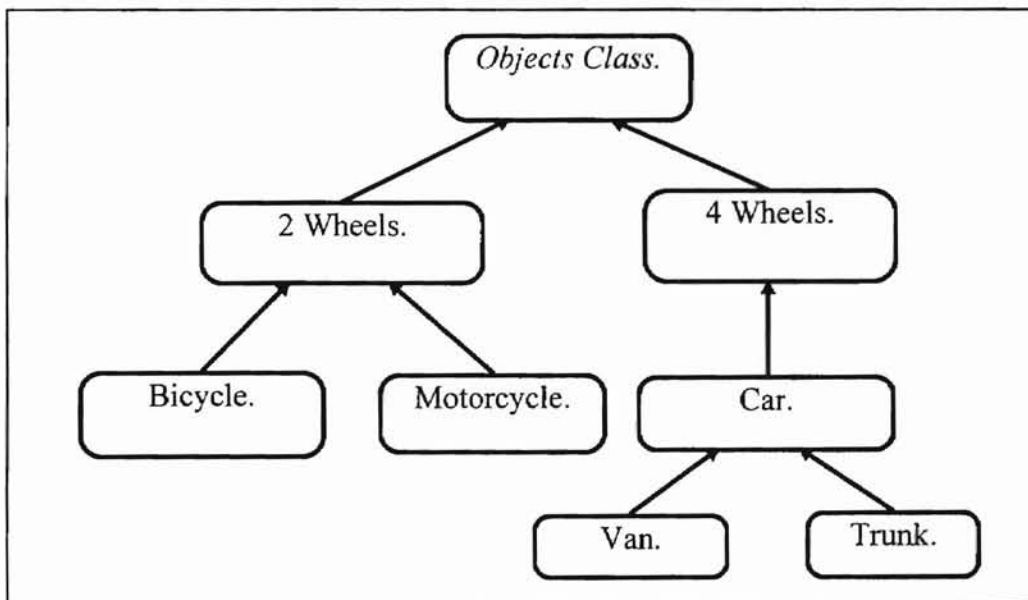 Objects Class.
2 Wheels.
4 Wheels.
Bicycle.
Motorcycle.
Car.
Van.
Trunk.